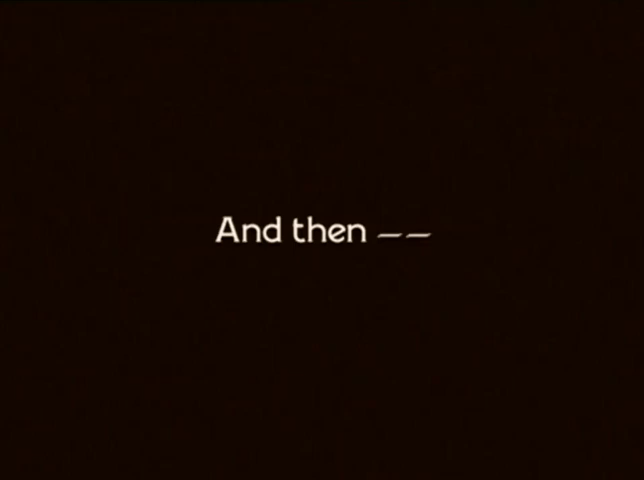 And then — —